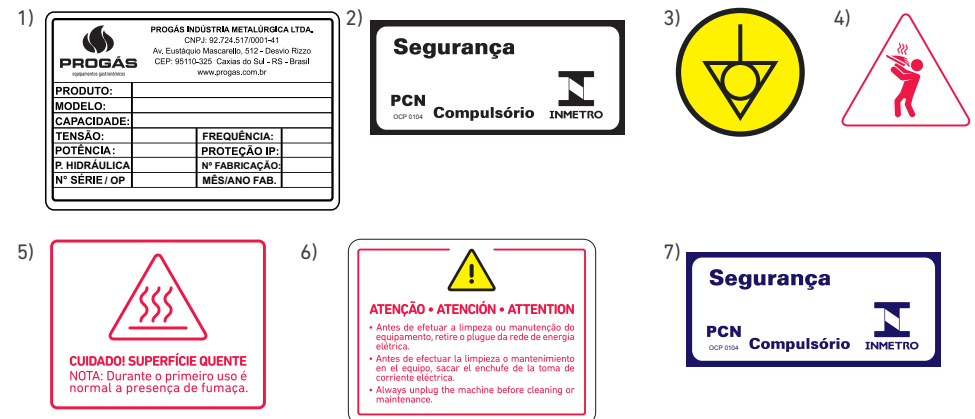 1)
PROGÁS
equipamentos gastronômicos
PROGÁS INDÚSTRIA METALÚRGICA LTDA.
CNPJ: 92.724.517/0001-41
Av. Eustáquio Mascarello, 512 - Desvio Rizzo
CEP: 95110-325 Caxias do Sul - RS - Brasil
www.progas.com.br
PRODUTO:
MODELO:
CAPACIDADE:
TENSÃO: FREQUÊNCIA:
POTÊNCIA: PROTEÇÃO IP:
P. HIDRÁULICA Nº FABRICAÇÃO:
N° SÉRIE / OP MÊS/ANO FAB.
2)
Segurança
PCN
OCP 0104
Compulsório
INMETRO
3)
4)
5)
CUIDADO! SUPERFÍCIE QUENTE
NOTA: Durante o primeiro uso é
normal a presença de fumaça.
6)
ATENÇÃO • ATENCIÓN • ATTENTION
• Antes de efetuar a limpeza ou manutenção do
equipamento, retire o plugue da rede de energia
elétrica.
• Antes de efectuar la limpieza o mantenimiento
en el equipo, sacar el enchufe de la toma de
corriente eléctrica.
• Always unplug the machine before cleaning or
maintenance.
7)
Segurança
PCN
OCP 0104
Compulsório
INMETRO